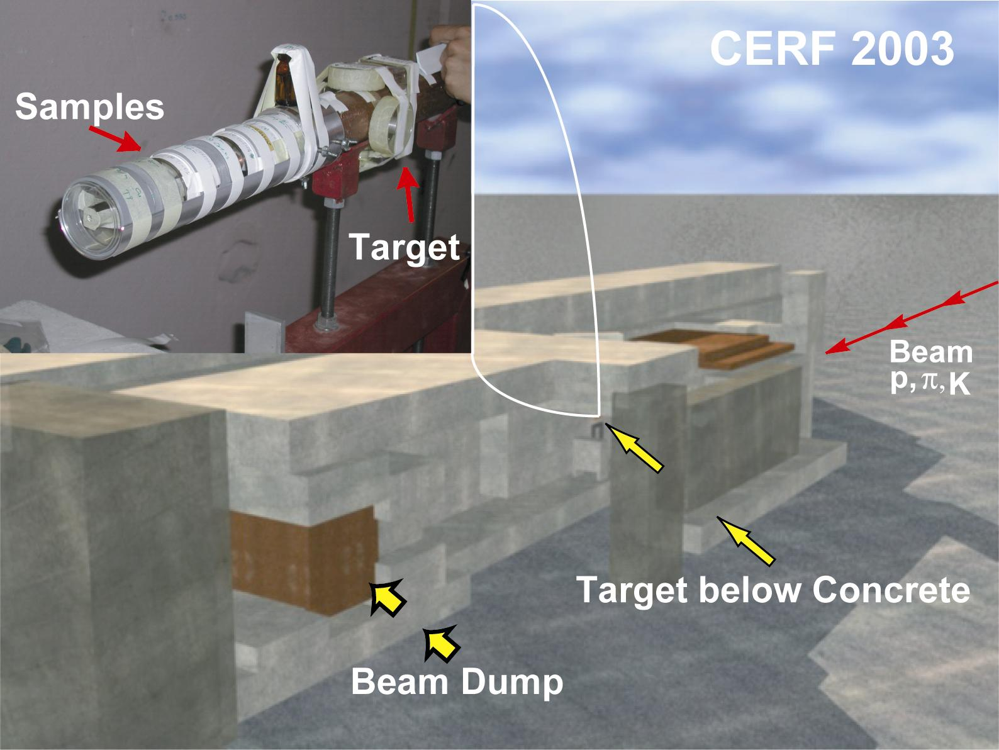 CERF 2003
Samples
Target
Beam
p, π, K
Target below Concrete
Beam Dump